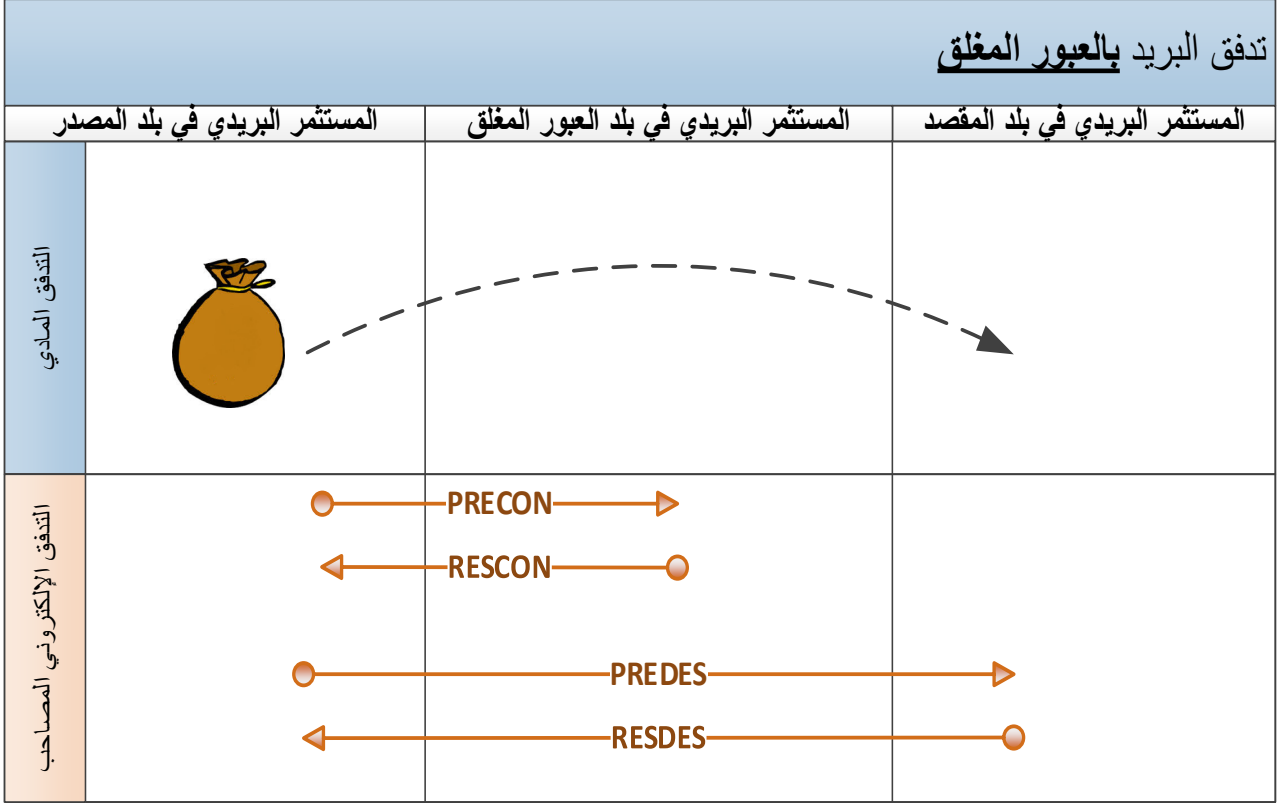 تدفق البريد بالعبور المغلق
المستثمر البريدي في بلد المقصد
المستثمر البريدي في بلد العبور المغلق
المستثمر البريدي في بلد المصدر
التدفق المادي
التدفق الإلكتروني المصاحب
PRECON
RESCON
PREDES
RESDES